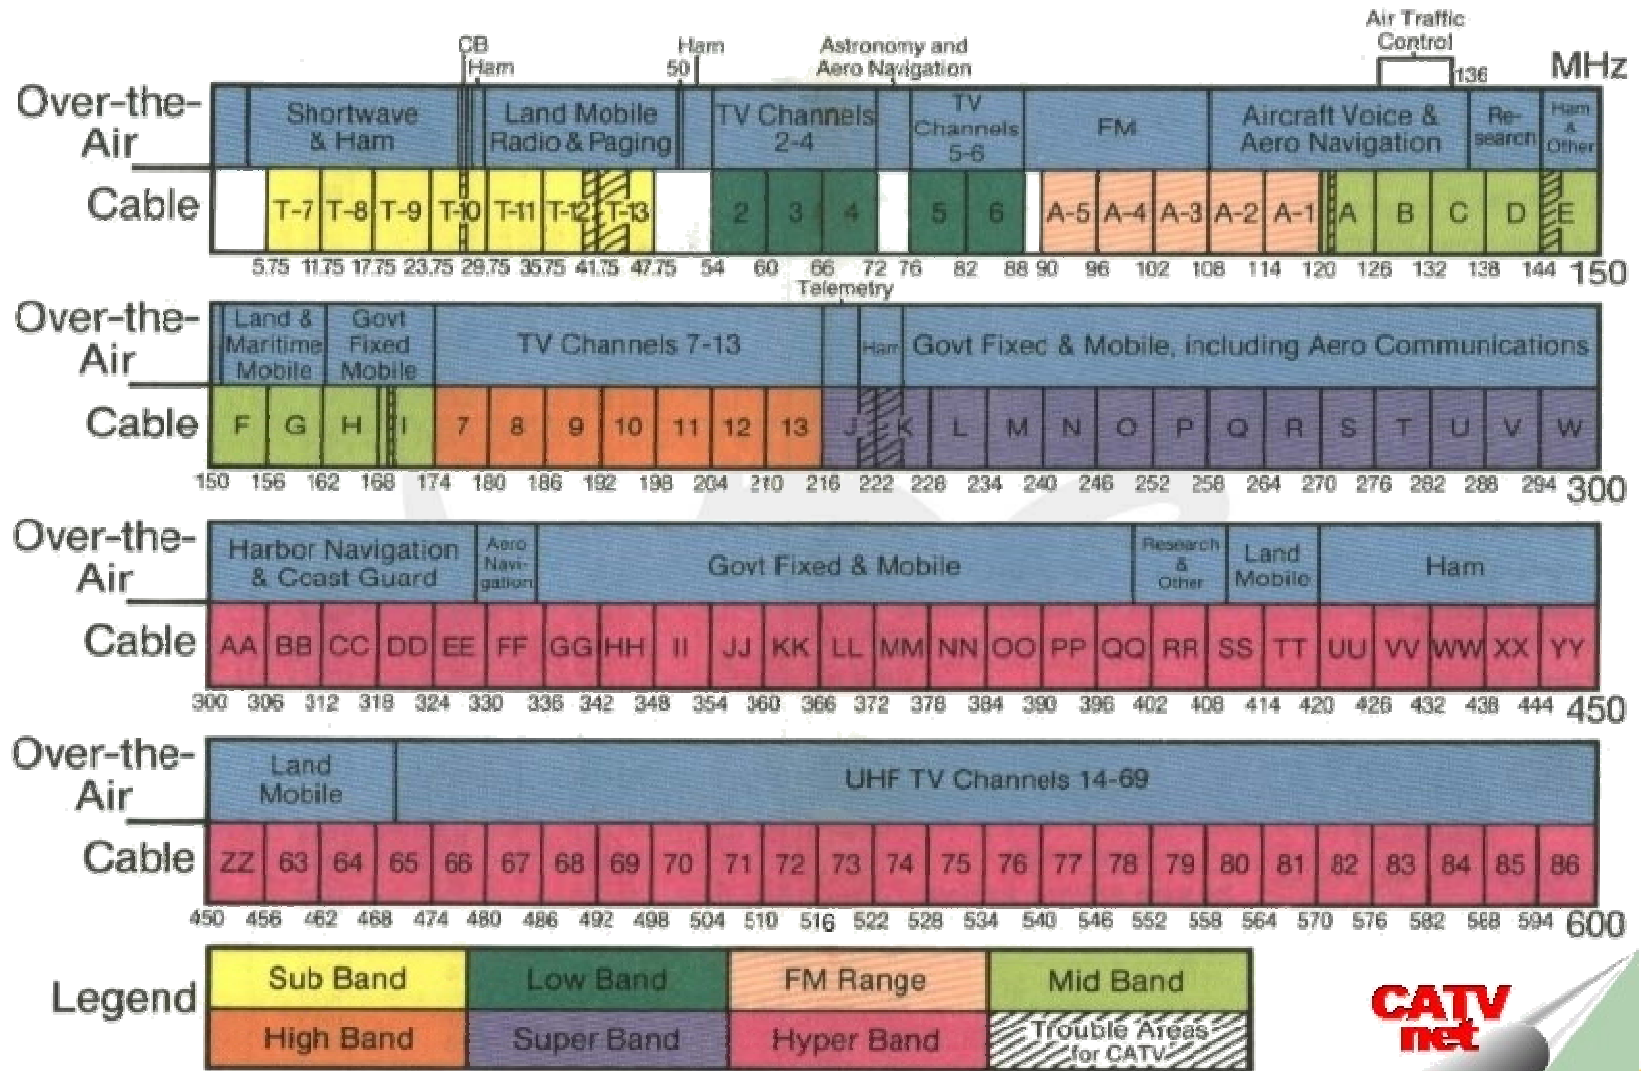 Air Traffic
Control
CB
Ham
Ham
50
Astronomy and
Aero Navigation
136
MHz
Over-the-
Air
Shortwave
& Ham
Land Mobile
Radio & Paging
TV Channels
2-4
TV
Channels
5-6
FM
Aircraft Voice &
Aero Navigation
Re-
search
Ham
&
Other
Cable
T-7 T-8 T-9 T-10 T-11 T-12 T-13 2 3 4 5 6 A-5 A-4 A-3 A-2 A-1 A B C D E
5.75 11.75 17.75 23.75 29.75 35.75 41.75 47.75 54 60 66 72 76 82 88 90 96 102 108 114 120 126 132 138 144 150
Telemetry
Over-the-
Air
Land &
Maritime
Mobile
Govt
Fixed
Mobile
TV Channels 7-13
Ham
Govt Fixed & Mobile, including Aero Communications
Cable
F G H I 7 8 9 10 11 12 13 J K L M N O P Q R S T U V W
150 156 162 168 174 180 186 192 198 204 210 216 222 228 234 240 246 252 258 264 270 276 282 288 294 300
Over-the-
Air
Harbor Navigation
& Coast Guard
Aero
Navi-
gation
Govt Fixed & Mobile
Research
&
Other
Land
Mobile
Ham
Cable
AA BB CC DD EE FF GG HH II JJ KK LL MM NN OO PP QQ RR SS TT UU VV WW XX YY
300 306 312 318 324 330 336 342 348 354 360 366 372 378 384 390 396 402 408 414 420 426 432 438 444 450
Over-the-
Air
Land
Mobile
UHF TV Channels 14-69
Cable
ZZ 63 64 65 66 67 68 69 70 71 72 73 74 75 76 77 78 79 80 81 82 83 84 85 86
450 456 462 468 474 480 486 492 498 504 510 516 522 528 534 540 546 552 558 564 570 576 582 588 594 600
Legend
Sub Band
Low Band
FM Range
Mid Band
High Band
Super Band
Hyper Band
Trouble Areas
for CATV
CATV
net